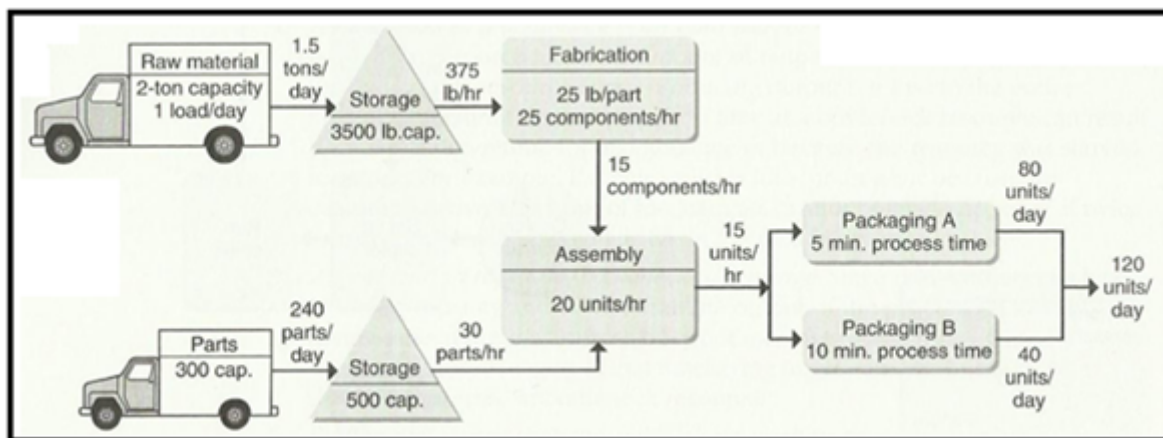 Raw material
2-ton capacity
1 load/day
1.5
tons/
day
Storage
3500 lb.cap.
375
lb/hr
Fabrication
25 lb/part
25 components/hr
15
components/hr
Parts
300 cap.
240
parts/
day
Storage
500 cap.
30
parts/hr
Assembly
20 units/hr
15
units/
hr
Packaging A
5 min. process time
80
units/
day
Packaging B
10 min. process time
40
units/
day
120
units/
day